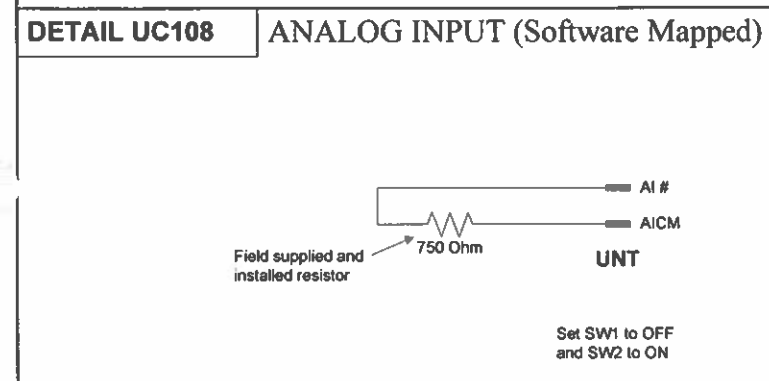 DETAIL UC108
ANALOG INPUT (Software Mapped)
AI #
AICM
750 Ohm
Field supplied and
installed resistor
UNT
Set SW1 to OFF
and SW2 to ON